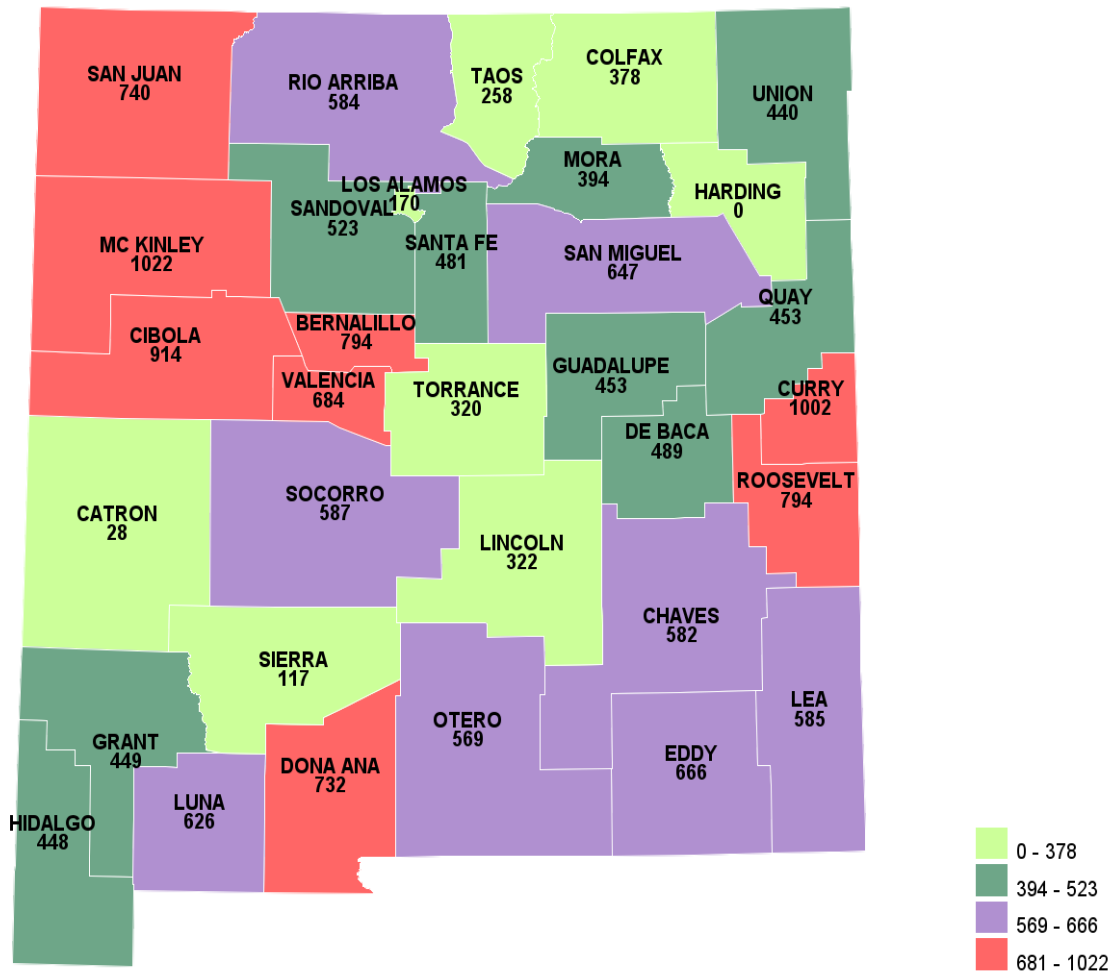 SAN JUAN
740
RIO ARRIBA
584
TAOS
258
COLFAX
378
UNION
440
MORA
394
HARDING
0
LOS ALAMOS
170
SANDOVAL
523
SANTA FE
481
MC KINLEY
1022
SAN MIGUEL
647
QUAY
453
CIBOLA
914
BERNALILLO
794
VALENCIA
684
TORRANCE
320
GUADALUPE
453
CURRY
1002
DE BACA
489
ROOSEVELT
794
CATRON
28
SOCORRO
587
LINCOLN
322
CHAVES
582
SIERRA
117
OTERO
569
LEA
585
GRANT
449
DONA ANA
732
EDDY
666
LUNA
626
HIDALGO
448
0 - 378
394 - 523
569 - 666
681 - 1022